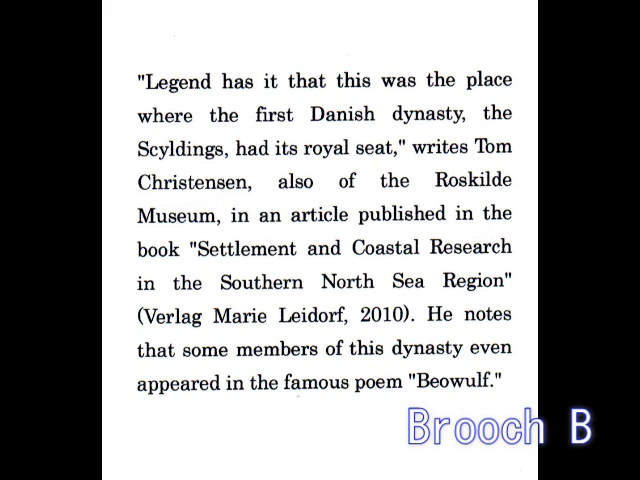 "Legend has it that this was the place
where the first Danish dynasty, the
Scyldings, had its royal seat," writes Tom
Christensen, also of the Roskilde
Museum, in an article published in the
book "Settlement and Coastal Research
in the Southern North Sea Region"
(Verlag Marie Leidorf, 2010). He notes
that some members of this dynasty even
appeared in the famous poem "Beowulf."
Brooch B